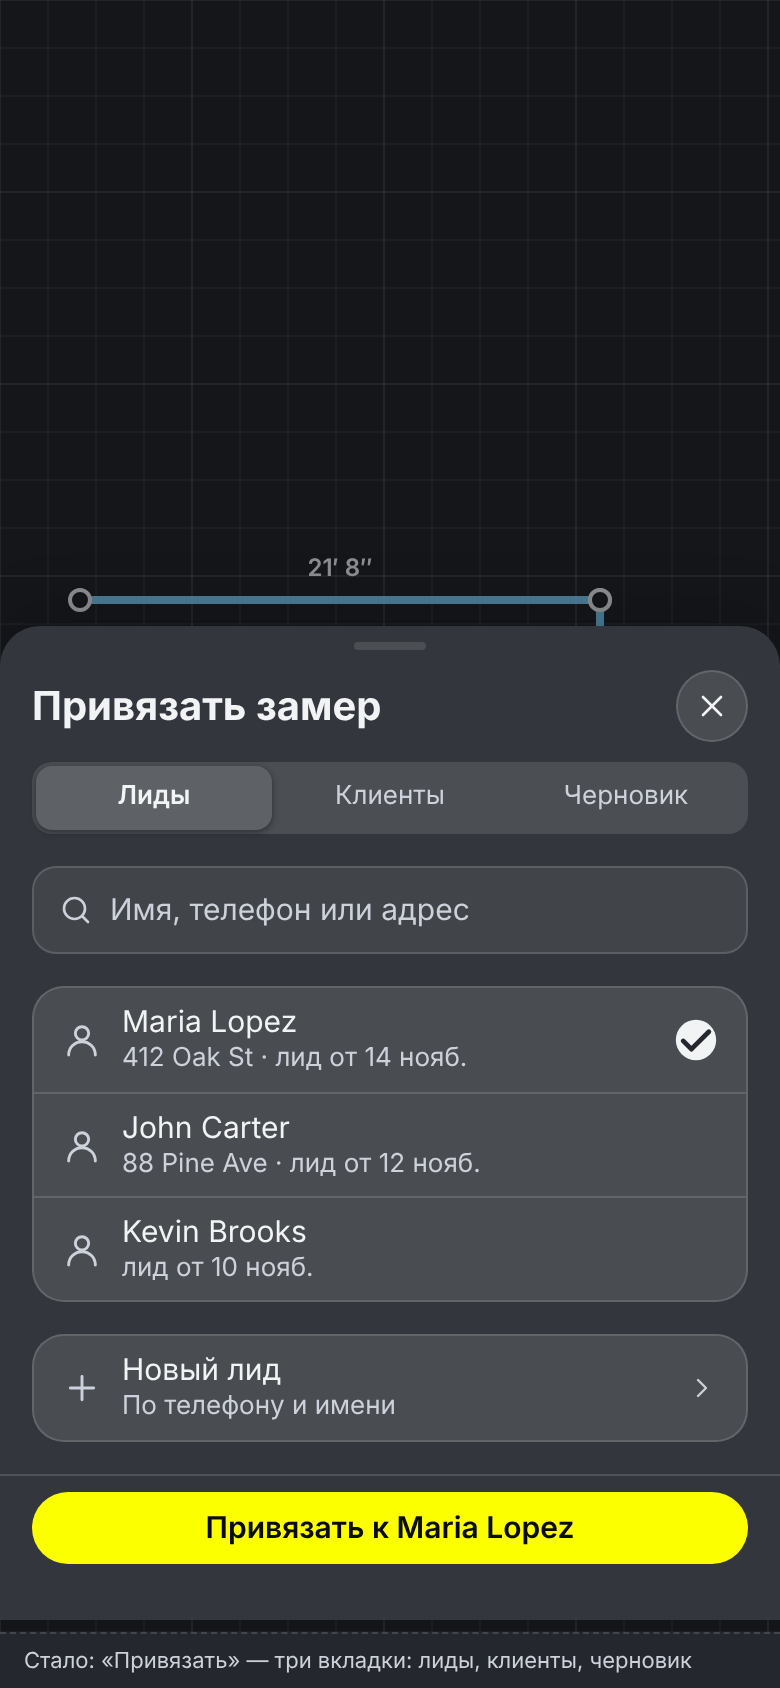 21' 8''
Привязать замер
Лиды
Клиенты
Черновик
Имя, телефон или адрес
Maria Lopez
412 Oak St · лид от 14 нояб.
John Carter
88 Pine Ave · лид от 12 нояб.
Kevin Brooks
лид от 10 нояб.
Новый лид
По телефону и имени
Привязать к Maria Lopez
Стало: «Привязать» — три вкладки: лиды, клиенты, черновик